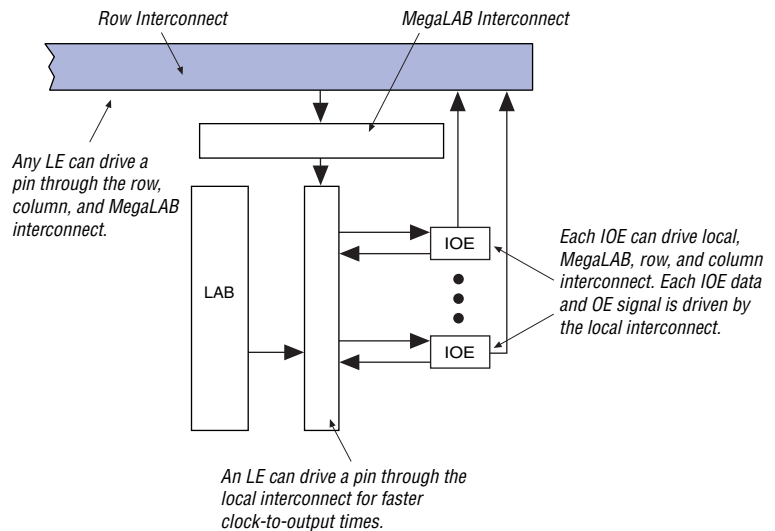 Row Interconnect
MegaLAB Interconnect
Any LE can drive a
pin through the row,
column, and MegaLAB
interconnect.
LAB
IOE
IOE
Each IOE can drive local,
MegaLAB, row, and column
interconnect. Each IOE data
and OE signal is driven by
the local interconnect.
An LE can drive a pin through the
local interconnect for faster
clock-to-output times.